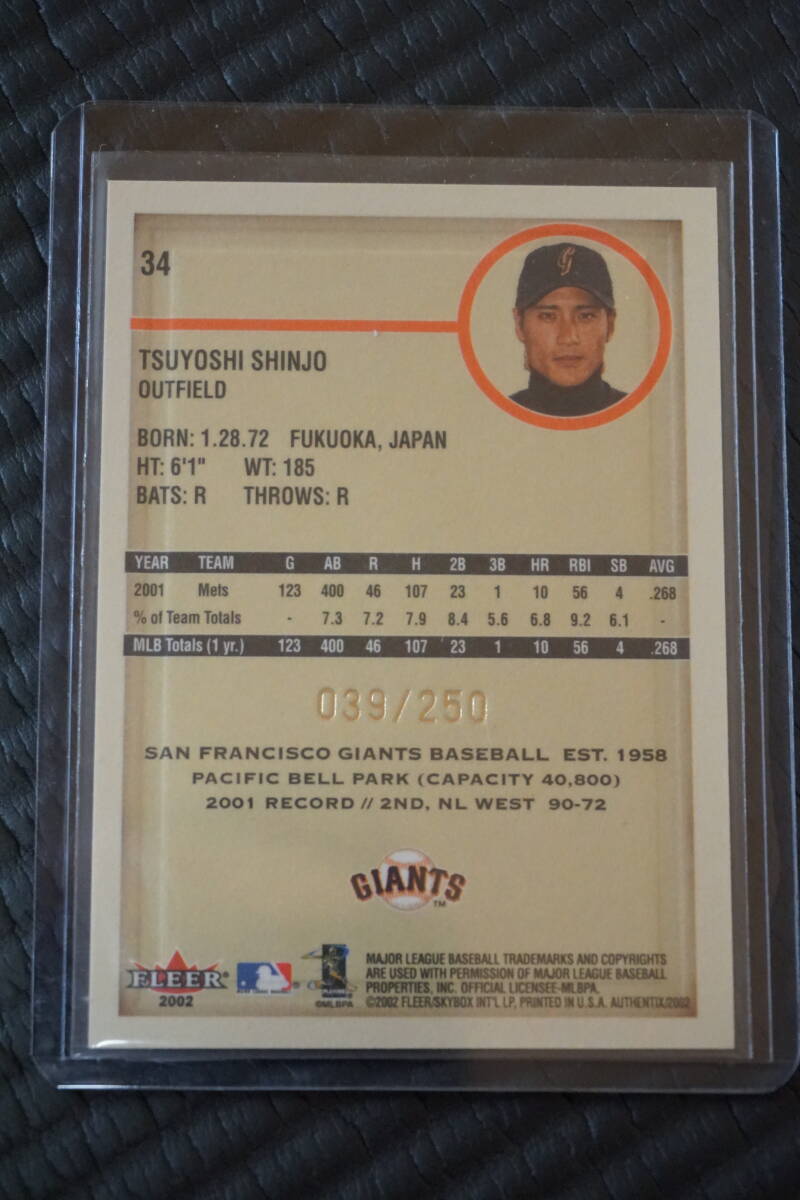 34
TSUYOSHI SHINJO
OUTFIELD
BORN: 1.28.72 FUKUOKA, JAPAN
HT: 6'1" WT: 185
BATS: R THROWS: R
YEAR TEAM G AB R H 2B 3B HR RBI SB AVG
2001 Mets 123 400 46 107 23 1 10 56 4 .268
% of Team Totals - 7.3 7.2 7.9 8.4 5.6 6.8 9.2 6.1 -
MLB Totals (1 yr.) 123 400 46 107 23 1 10 56 4 .268
039/250
SAN FRANCISCO GIANTS BASEBALL EST. 1958
PACIFIC BELL PARK (CAPACITY 40,800)
2001 RECORD // 2ND, NL WEST 90-72
GIANTS
TM
FLEER®
2002
©MLBPA
MAJOR LEAGUE BASEBALL TRADEMARKS AND COPYRIGHTS
ARE USED WITH PERMISSION OF MAJOR LEAGUE BASEBALL
PROPERTIES, INC. OFFICIAL LICENSEE-MLBPA.
©2002 FLEER/SKYBOX INT'L LP, PRINTED IN U.S.A. AUTHENTIX/2002